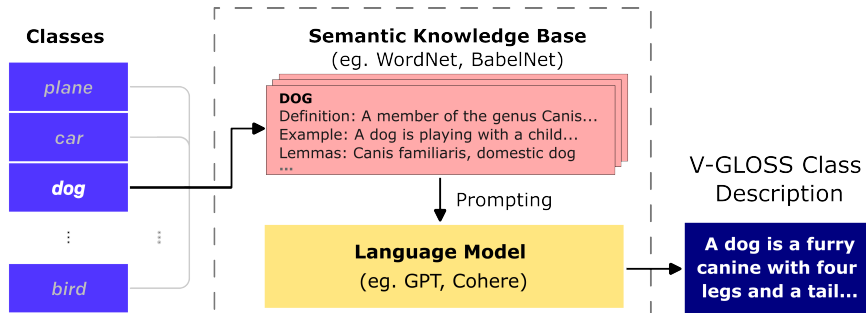 Classes
plane
car
dog
...
...
bird
Semantic Knowledge Base
(eg. WordNet, BabelNet)
DOG
Definition: A member of the genus Canis...
Example: A dog is playing with a child...
Lemmas: Canis familiaris, domestic dog
...
Prompting
Language Model
(eg. GPT, Cohere)
V-GLOSS Class
Description
A dog is a furry
canine with four
legs and a tail...